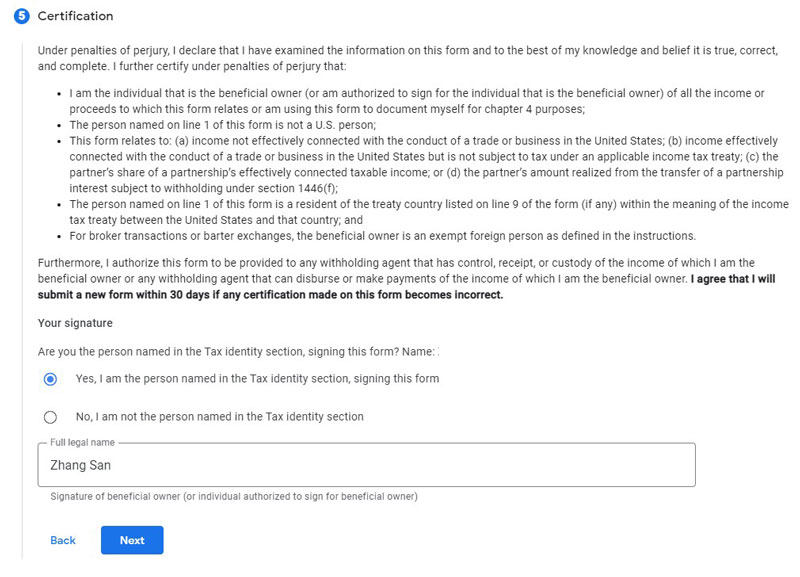 5 Certification
Under penalties of perjury, I declare that I have examined the information on this form and to the best of my knowledge and belief it is true, correct,
and complete. I further certify under penalties of perjury that:
• I am the individual that is the beneficial owner (or am authorized to sign for the individual that is the beneficial owner) of all the income or
proceeds to which this form relates or am using this form to document myself for chapter 4 purposes;
• The person named on line 1 of this form is not a U.S. person;
• This form relates to: (a) income not effectively connected with the conduct of a trade or business in the United States; (b) income effectively
connected with the conduct of a trade or business in the United States but is not subject to tax under an applicable income tax treaty; (c) the
partner's share of a partnership's effectively connected taxable income; or (d) the partner's amount realized from the transfer of a partnership
interest subject to withholding under section 1446(f);
• The person named on line 1 of this form is a resident of the treaty country listed on line 9 of the form (if any) within the meaning of the income
tax treaty between the United States and that country; and
• For broker transactions or barter exchanges, the beneficial owner is an exempt foreign person as defined in the instructions.
Furthermore, I authorize this form to be provided to any withholding agent that has control, receipt, or custody of the income of which I am the
beneficial owner or any withholding agent that can disburse or make payments of the income of which I am the beneficial owner. I agree that I will
submit a new form within 30 days if any certification made on this form becomes incorrect.
Your signature
Are you the person named in the Tax identity section, signing this form? Name:
Yes, I am the person named in the Tax identity section, signing this form
No, I am not the person named in the Tax identity section
Full legal name
Zhang San
Signature of beneficial owner (or individual authorized to sign for beneficial owner)
Back Next